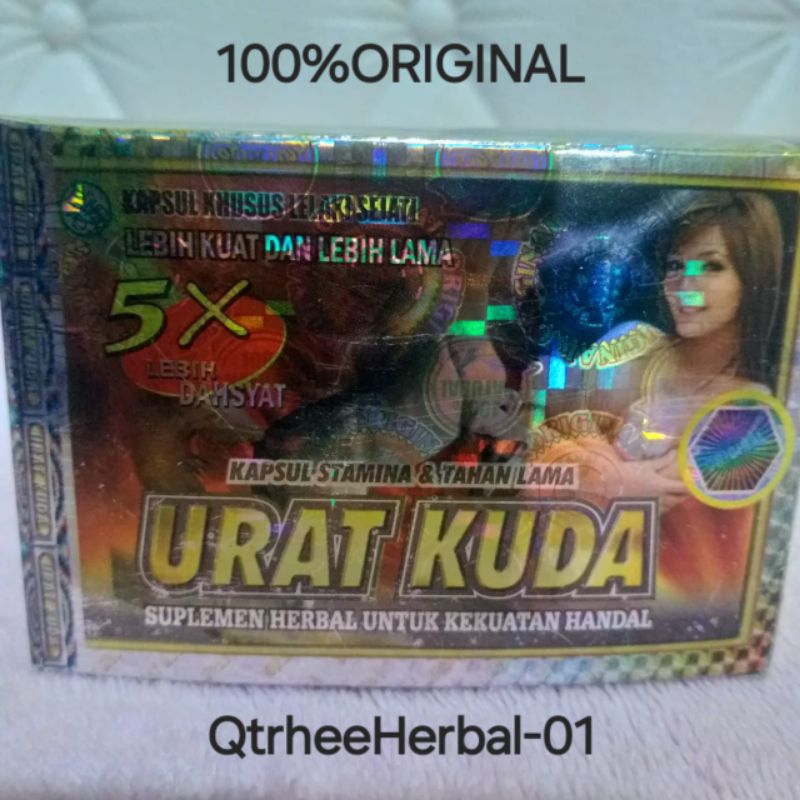 100%ORIGINAL
KAPSUL KHUSUS LELAKI SEJATI
LEBIH KUAT DAN LEBIH LAMA
5X
LEBIH
DAHSYAT
KAPSUL STAMINA & TAHAN LAMA
URAT KUDA
SUPLEMEN HERBAL UNTUK KEKUATAN HANDAL
QtrheeHerbal-01